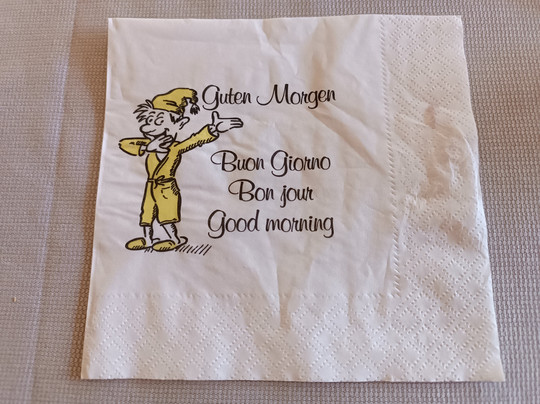 Guten Morgen
Buon Giorno
Bon jour
Good morning